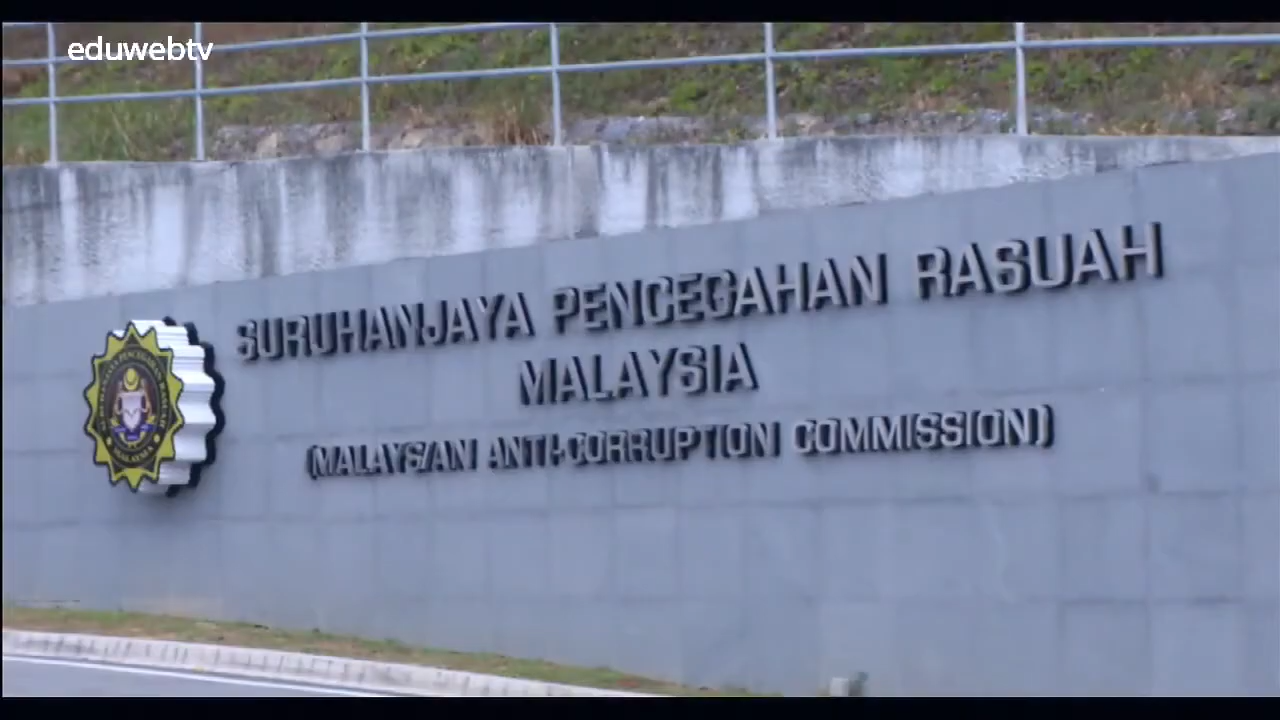 eduwebtv
SURUHANJAYA PENCEGAHAN RASUAH
MALAYSIA
(MALAYSIAN ANTI-CORRUPTION COMMISSION)